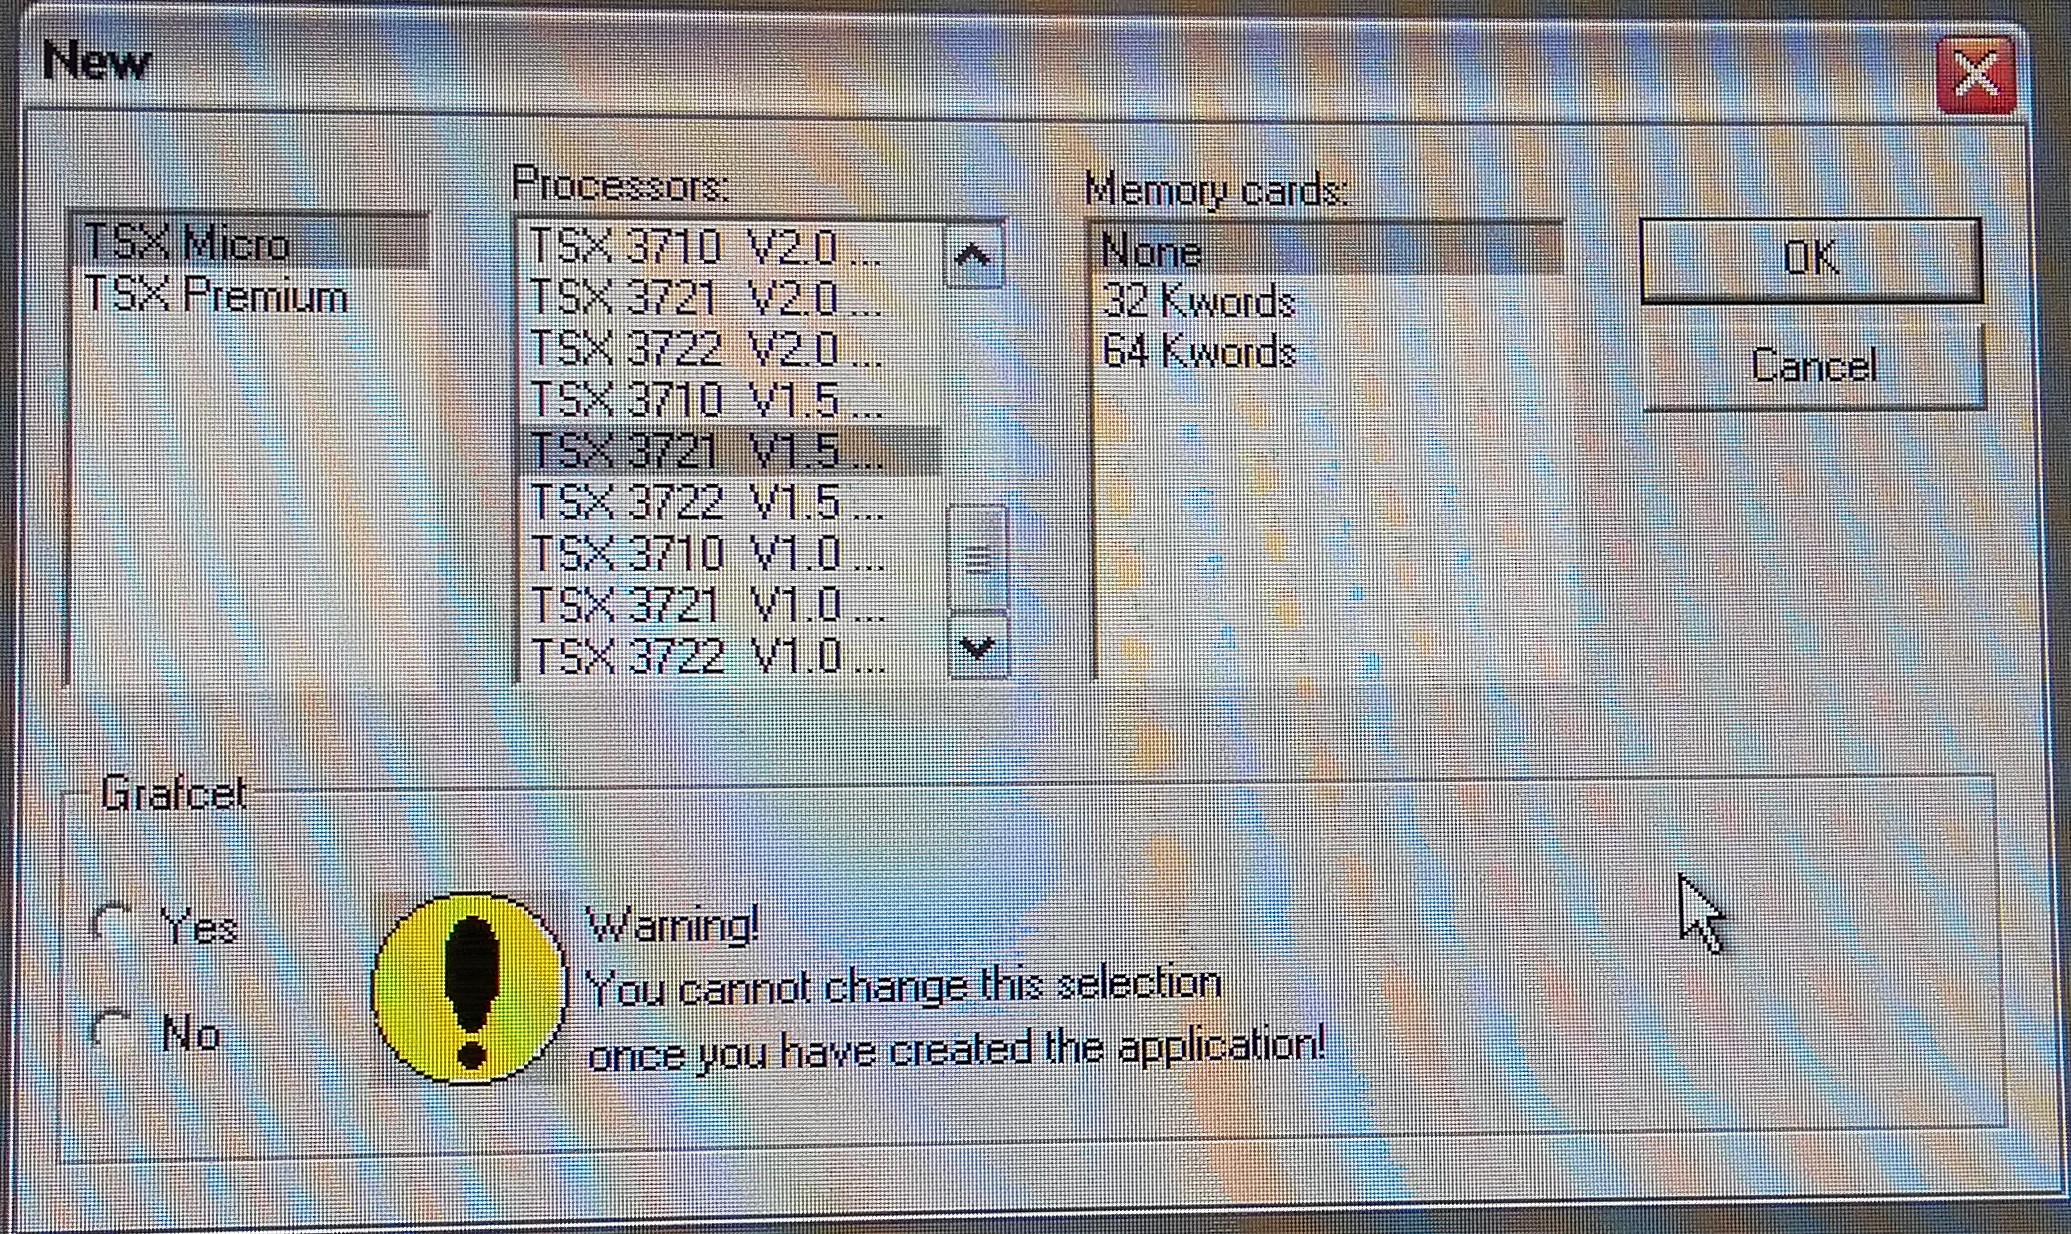 New
TSX Micro
TSX Premium
Processors:
TSX 3710 V2.0 ...
TSX 3721 V2.0 ...
TSX 3722 V2.0 ...
TSX 3710 V1.5 ...
TSX 3721 V1.5 ...
TSX 3722 V1.5 ...
TSX 3710 V1.0 ...
TSX 3721 V1.0 ...
TSX 3722 V1.0 ...
Memory cards:
None
32 Kwords
64 Kwords
OK
Cancel
Grafcet
Yes
No
Warning!
You cannot change this selection
once you have created the application!